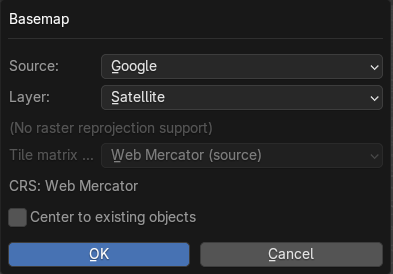 Basemap
Source: Google
Layer: Satellite
(No raster reprojection support)
Tile matrix ... Web Mercator (source)
CRS: Web Mercator
Center to existing objects
OK Cancel